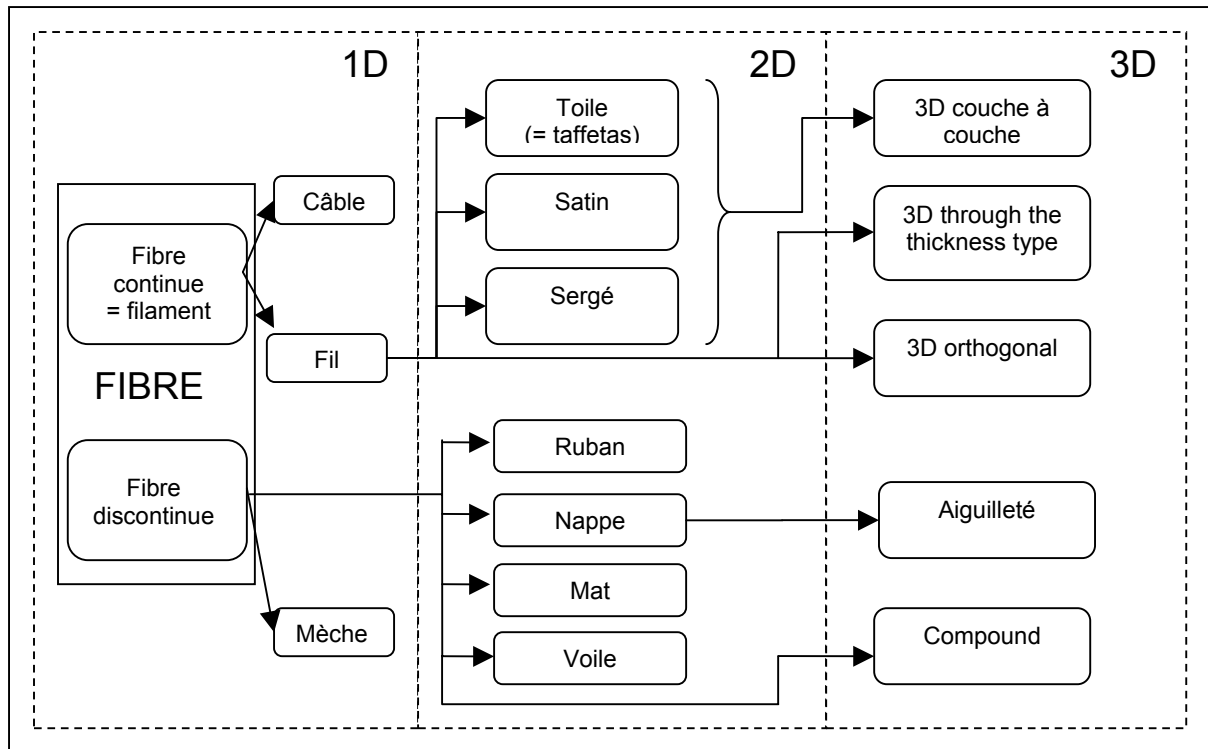 1D
2D
3D
Câble
Fibre
continue
= filament
Fil
FIBRE
Fibre
discontinue
Mèche
Toile
(= taffetas)
Satin
Sergé
Ruban
Nappe
Mat
Voile
3D couche à
couche
3D through the
thickness type
3D orthogonal
Aiguilleté
Compound